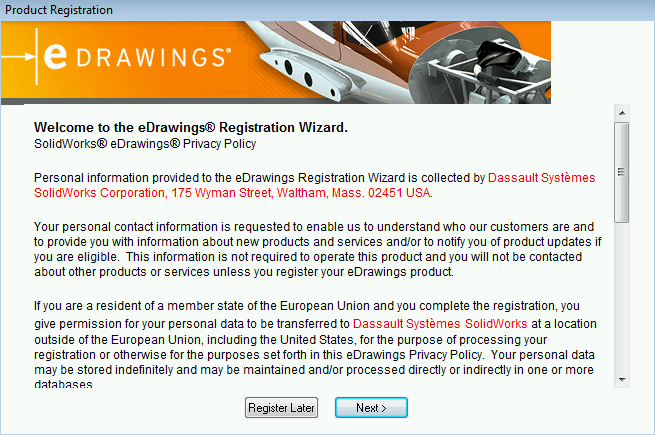 Product Registration
eDRAWINGS®
Welcome to the eDrawings® Registration Wizard.
SolidWorks® eDrawings® Privacy Policy
Personal information provided to the eDrawings Registration Wizard is collected by Dassault Systèmes
SolidWorks Corporation, 175 Wyman Street, Waltham, Mass. 02451 USA.
Your personal contact information is requested to enable us to understand who our customers are and
to provide you with information about new products and services and/or to notify you of product updates if
you are eligible.  This information is not required to operate this product and you will not be contacted
about other products or services unless you register your eDrawings product.
If you are a resident of a member state of the European Union and you complete the registration, you
give permission for your personal data to be transferred to Dassault Systèmes SolidWorks at a location
outside of the European Union, including the United States, for the purpose of processing your
registration or otherwise for the purposes set forth in this eDrawings Privacy Policy.  Your personal data
may be stored indefinitely and may be maintained and/or processed directly or indirectly in one or more
databases
Register Later
Next >